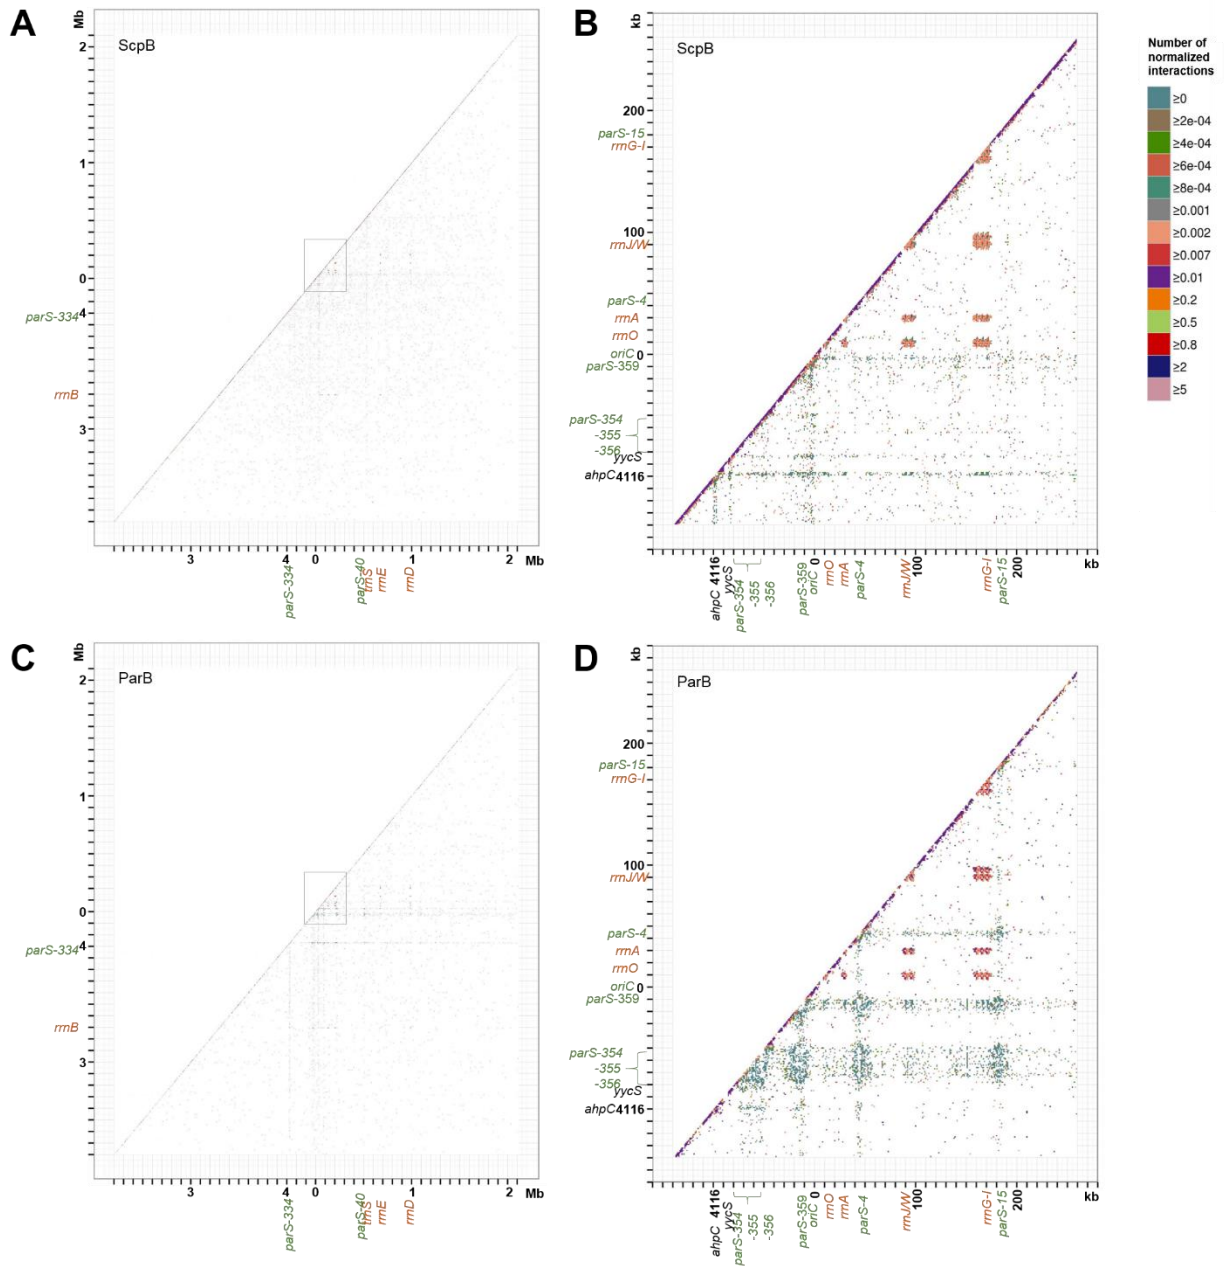 A
Mb
2
ScpB
1
0
parS-334
4
rrnB
3
3
4
0
1
2
Mb
parS-334
parS-40
rrnS
rrnE
rrnD
B
kb
ScpB
200
parS-15
rrnG-I
100
rrnJ/W
parS-4
rrnA
rrnO
oriC
0
parS-359
parS-354
-355
-356
yycS
ahpC
4116
ahpC
4116
yycS
parS-354
-355
-356
parS-359
oriC
0
rrnO
rrnA
parS-4
100
rrnJ/W
rrnG-I
parS-15
200
kb
Number of
normalized
interactions
≥0
≥2e-04
≥4e-04
≥6e-04
≥8e-04
≥0.001
≥0.002
≥0.007
≥0.01
≥0.2
≥0.5
≥0.8
≥2
≥5
C
Mb
2
ParB
1
0
parS-334
4
rrnB
3
3
4
0
1
2
Mb
parS-334
parS-40
rrnS
rrnE
rrnD
D
kb
ParB
200
parS-15
rrnG-I
100
rrnJ/W
parS-4
rrnA
rrnO
oriC
0
parS-359
parS-354
-355
-356
yycS
ahpC
4116
ahpC
4116
yycS
parS-354
-355
-356
parS-359
oriC
0
rrnO
rrnA
parS-4
100
rrnJ/W
rrnG-I
parS-15
200
kb